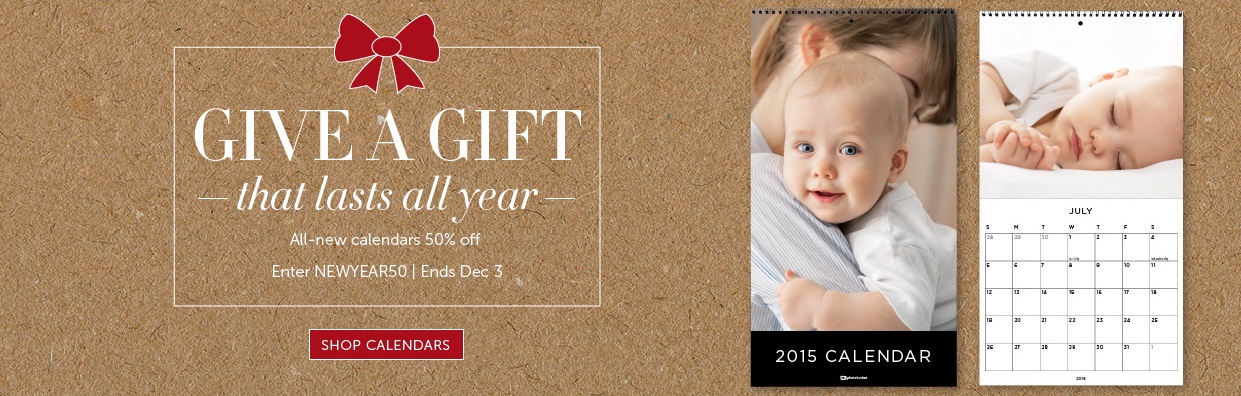 GIVE A GIFT
that lasts all year
All-new calendars 50% off
Enter NEWYEAR50 | Ends Dec 3
SHOP CALENDARS
2015 CALENDAR
photobucket
JULY
S M T W T F S
28 29 30 1 2 3 4
5 6 7 8 9 10 11
12 13 14 15 16 17 18
19 20 21 22 23 24 25
26 27 28 29 30 31 1